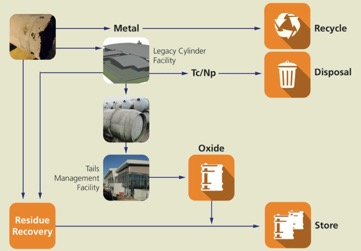 Metal
Recycle
Legacy Cylinder
Facility
Tc/Np
Disposal
Tails
Management
Facility
Oxide
Residue
Recovery
Store